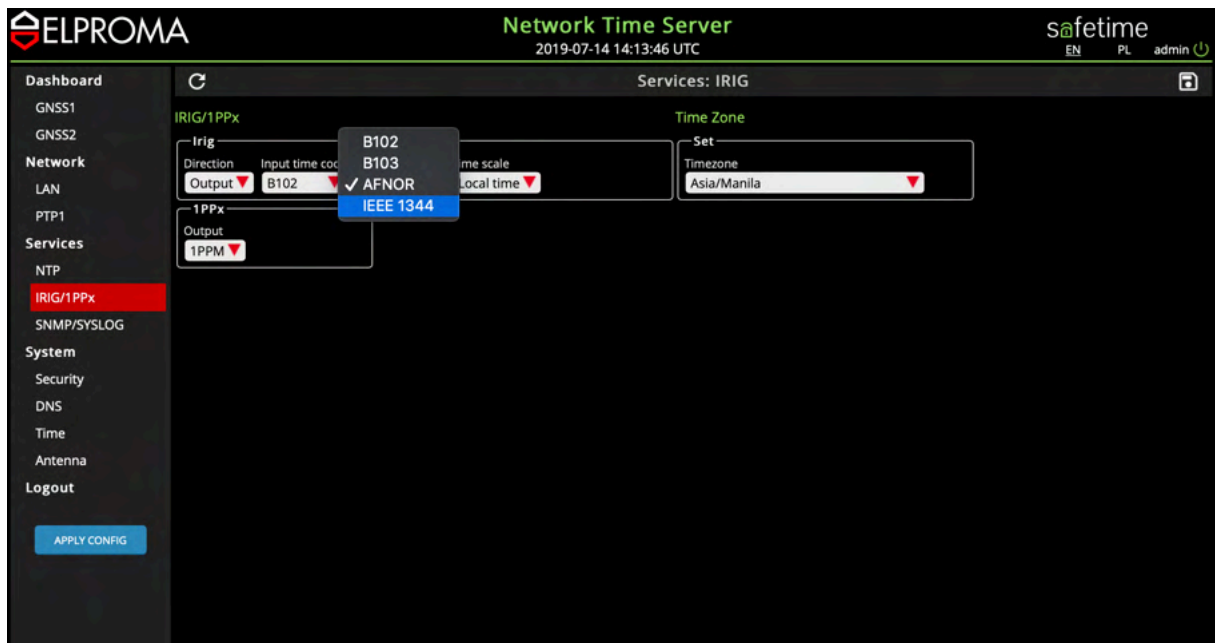 ELPROMA
Network Time Server
2019-07-14 14:13:46 UTC
safetime
EN PL admin
Dashboard
GNSS1
GNSS2
Network
LAN
PTP1
Services
NTP
IRIG/1PPx
SNMP/SYSLOG
System
Security
DNS
Time
Antenna
Logout
APPLY CONFIG
Services: IRIG
IRIG/1PPx
Irig
Direction
Output
Input time
B102
B102
B103
✓ AFNOR
IEEE 1344
scale
Local time
1PPx
Output
1PPM
Time Zone
Set
Timezone
Asia/Manila